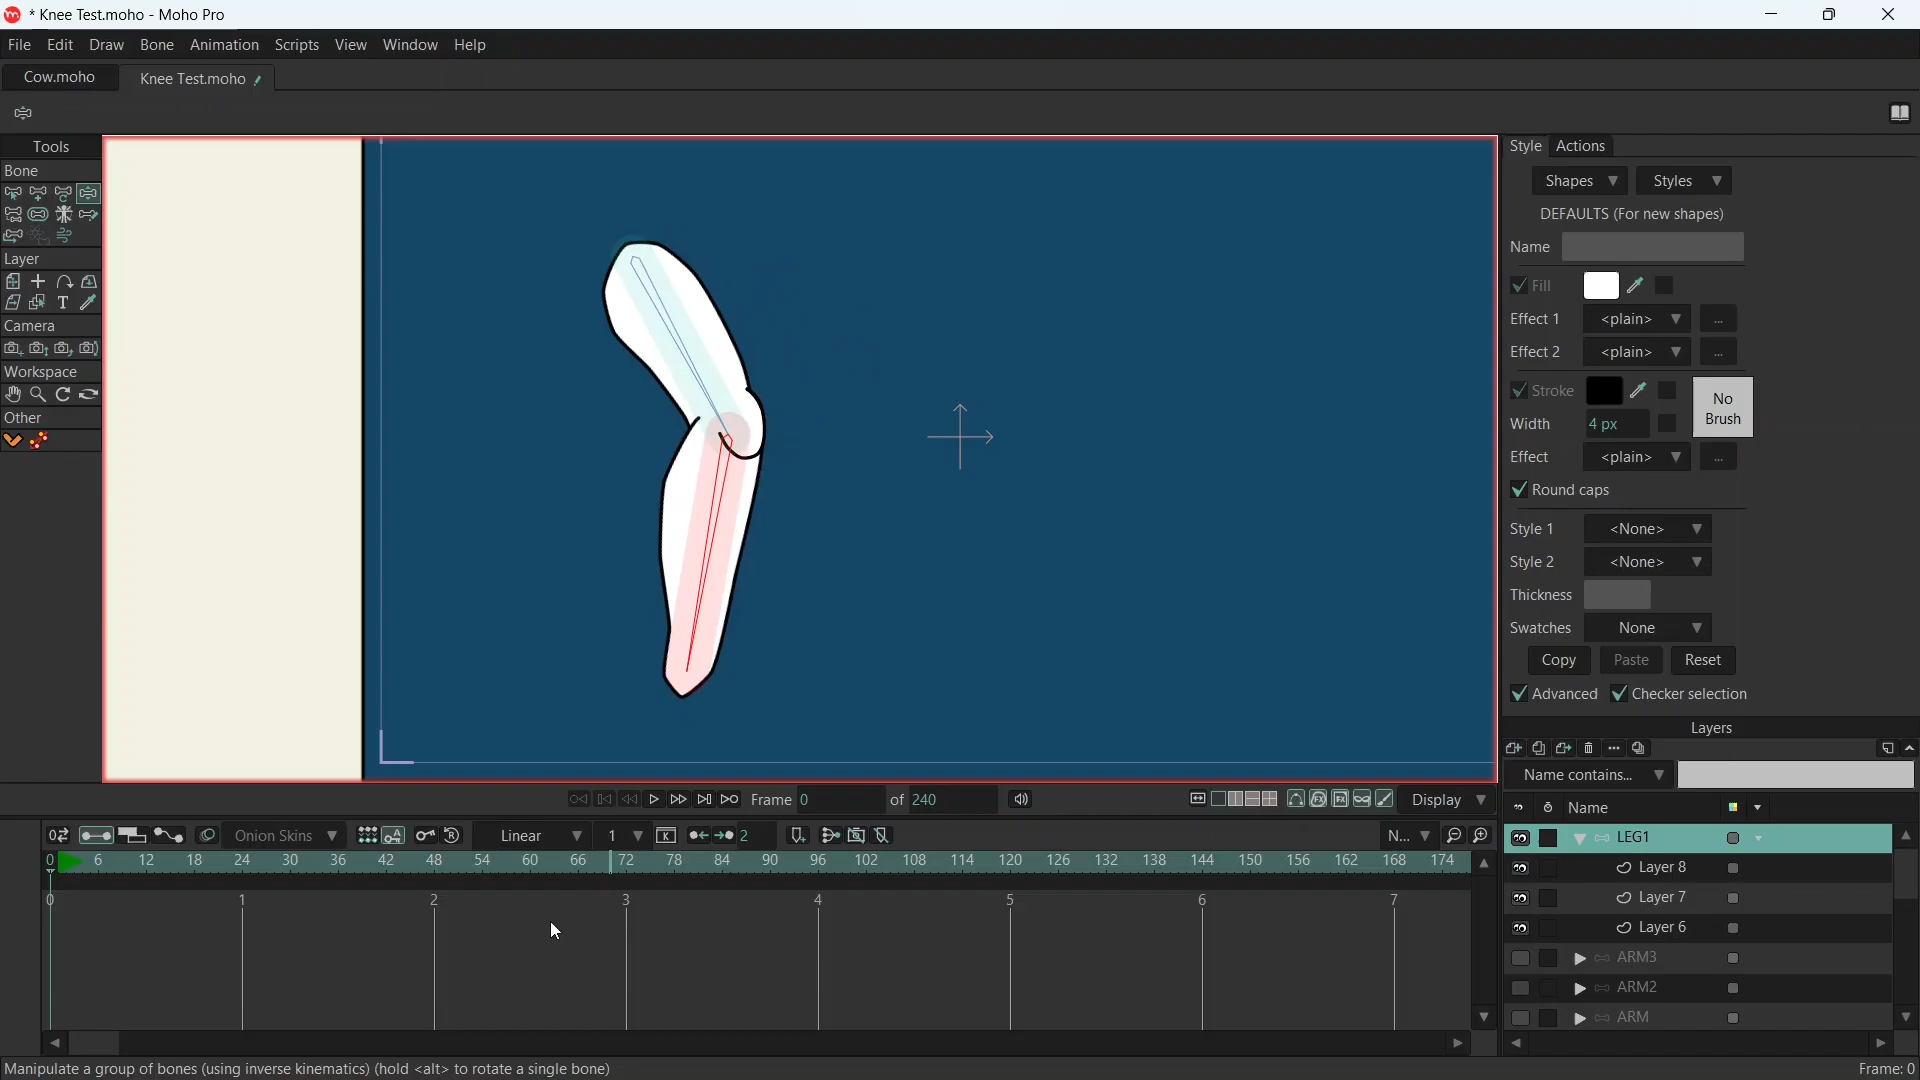 * Knee Test.moho - Moho Pro
File Edit Draw Bone Animation Scripts View Window Help
Cow.moho Knee Test.moho
Tools
Bone
Layer
T
Camera
Workspace
Other
Style Actions
Shapes Styles
DEFAULTS (For new shapes)
Name
Fill
Effect 1 <plain> ...
Effect 2 <plain> ...
Stroke
No
Brush
Width 4 px
Effect <plain> ...
Round caps
Style 1 <None>
Style 2 <None>
Thickness
Swatches None
Copy Paste Reset
Advanced Checker selection
Layers
Name contains...
Name
LEG1
Layer 8
Layer 7
Layer 6
ARM3
ARM2
ARM
Frame 0 of 240 Display
Onion Skins Linear 1 K 2 N...
0 6 12 18 24 30 36 42 48 54 60 66 72 78 84 90 96 102 108 114 120 126 132 138 144 150 156 162 168 174
0 1 2 3 4 5 6 7
Manipulate a group of bones (using inverse kinematics) (hold <alt> to rotate a single bone) Frame: 0